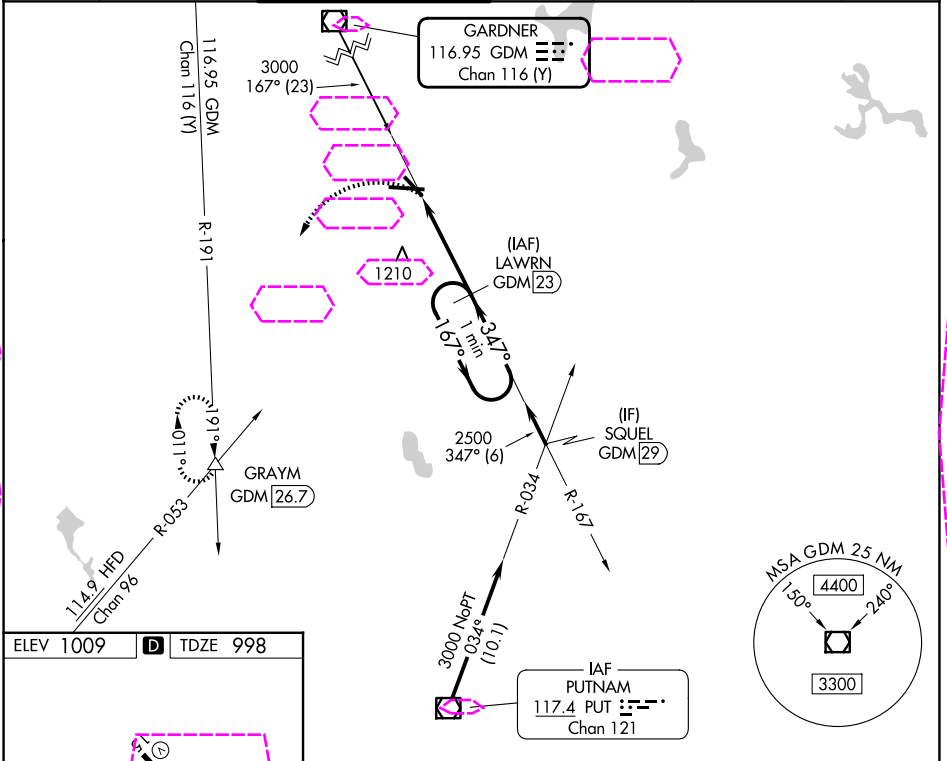 GARDNER
116.95 GDM
Chan 116 (Y)
116.95 GDM
Chan 116 (Y)
R-191
3000
167° (23)
1210
(IAF)
LAWRN
GDM 23
1 min
167°
347°
2500
347° (6)
(IF)
SQUEL
GDM 29
R-034
R-167
191°
011°
GRAYM
GDM 26.7
R-053
114.9 HFD
Chan 96
3000 NoPT
034°
(10.1)
IAF
PUTNAM
117.4 PUT
Chan 121
MSA GDM 25 NM
150°
4400
240°
3300
ELEV 1009 D TDZE 998
15
V